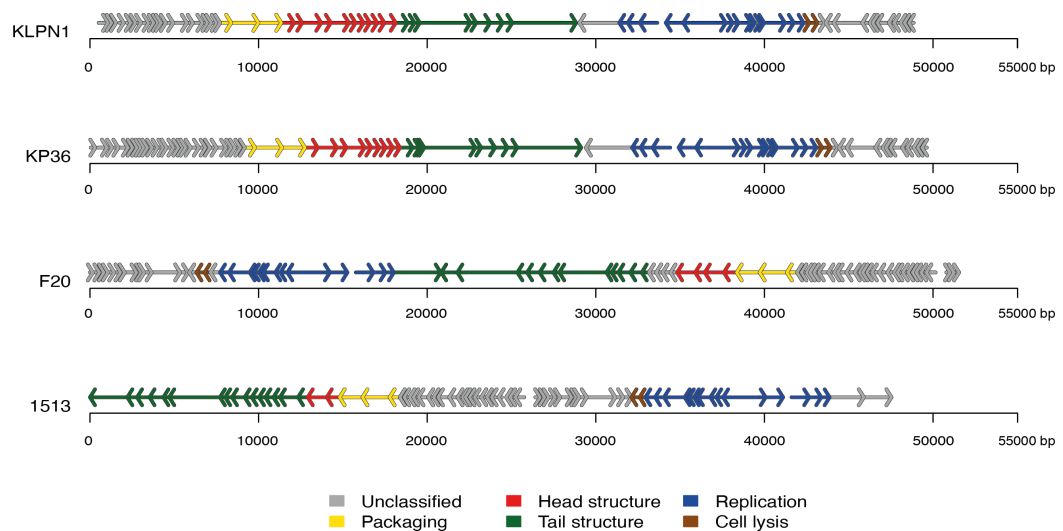 KLPN1
0 10000 20000 30000 40000 50000 55000 bp
KP36
0 10000 20000 30000 40000 50000 55000 bp
F20
0 10000 20000 30000 40000 50000 55000 bp
1513
0 10000 20000 30000 40000 50000 55000 bp
Unclassified Head structure Replication
Packaging Tail structure Cell lysis